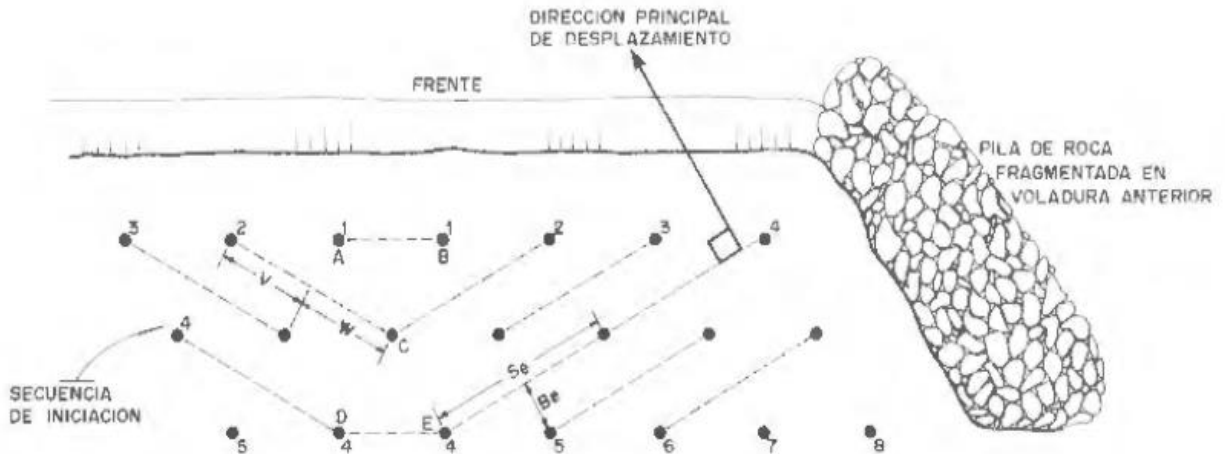 DIRECCION PRINCIPAL
DE DESPLAZAMIENTO
FRENTE
PILA DE ROCA
FRAGMENTADA EN
VOLADURA ANTERIOR
3 2 1 1 2 3 4
A B
V
W
C
4
Se
Be
SECUENCIA
DE INICIACION
D E
5 4 4 5 6 7 8